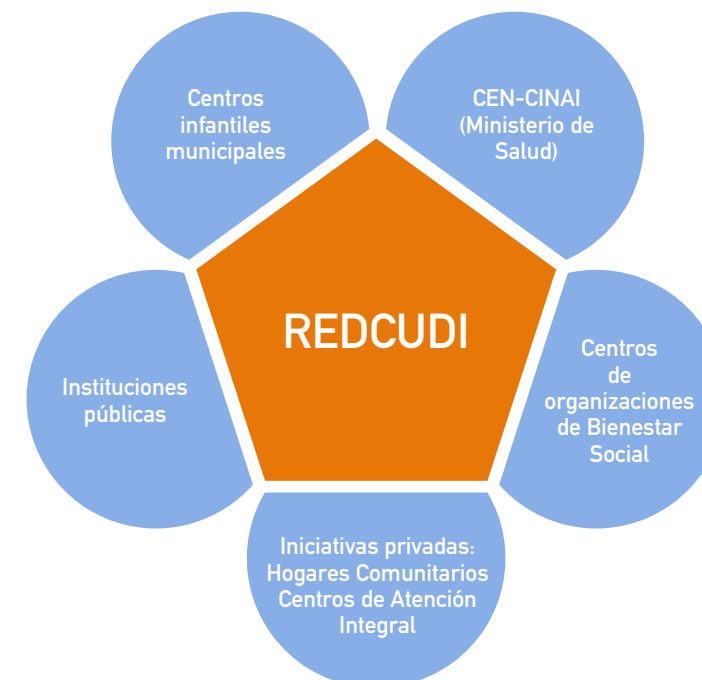 Centros
infantiles
municipales
CEN-CINAI
(Ministerio de
Salud)
REDCUDI
Instituciones
públicas
Centros
de
organizaciones
de Bienestar
Social
Iniciativas privadas:
Hogares Comunitarios
Centros de Atención
Integral